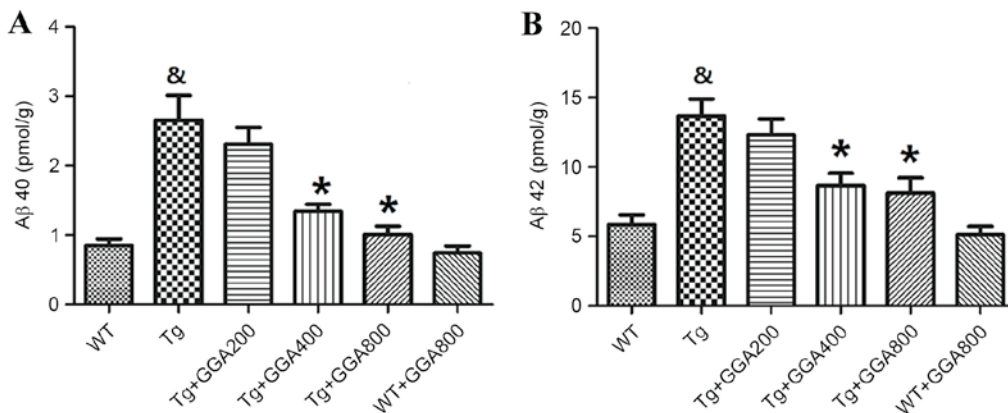 A
Aβ 40 (pmol/g)
4
3
2
1
0
&
*
*
WT
Tg
Tg+GGA200
Tg+GGA400
Tg+GGA800
WT+GGA800
B
Aβ 42 (pmol/g)
20
15
10
5
0
&
*
*
WT
Tg
Tg+GGA200
Tg+GGA400
Tg+GGA800
WT+GGA800